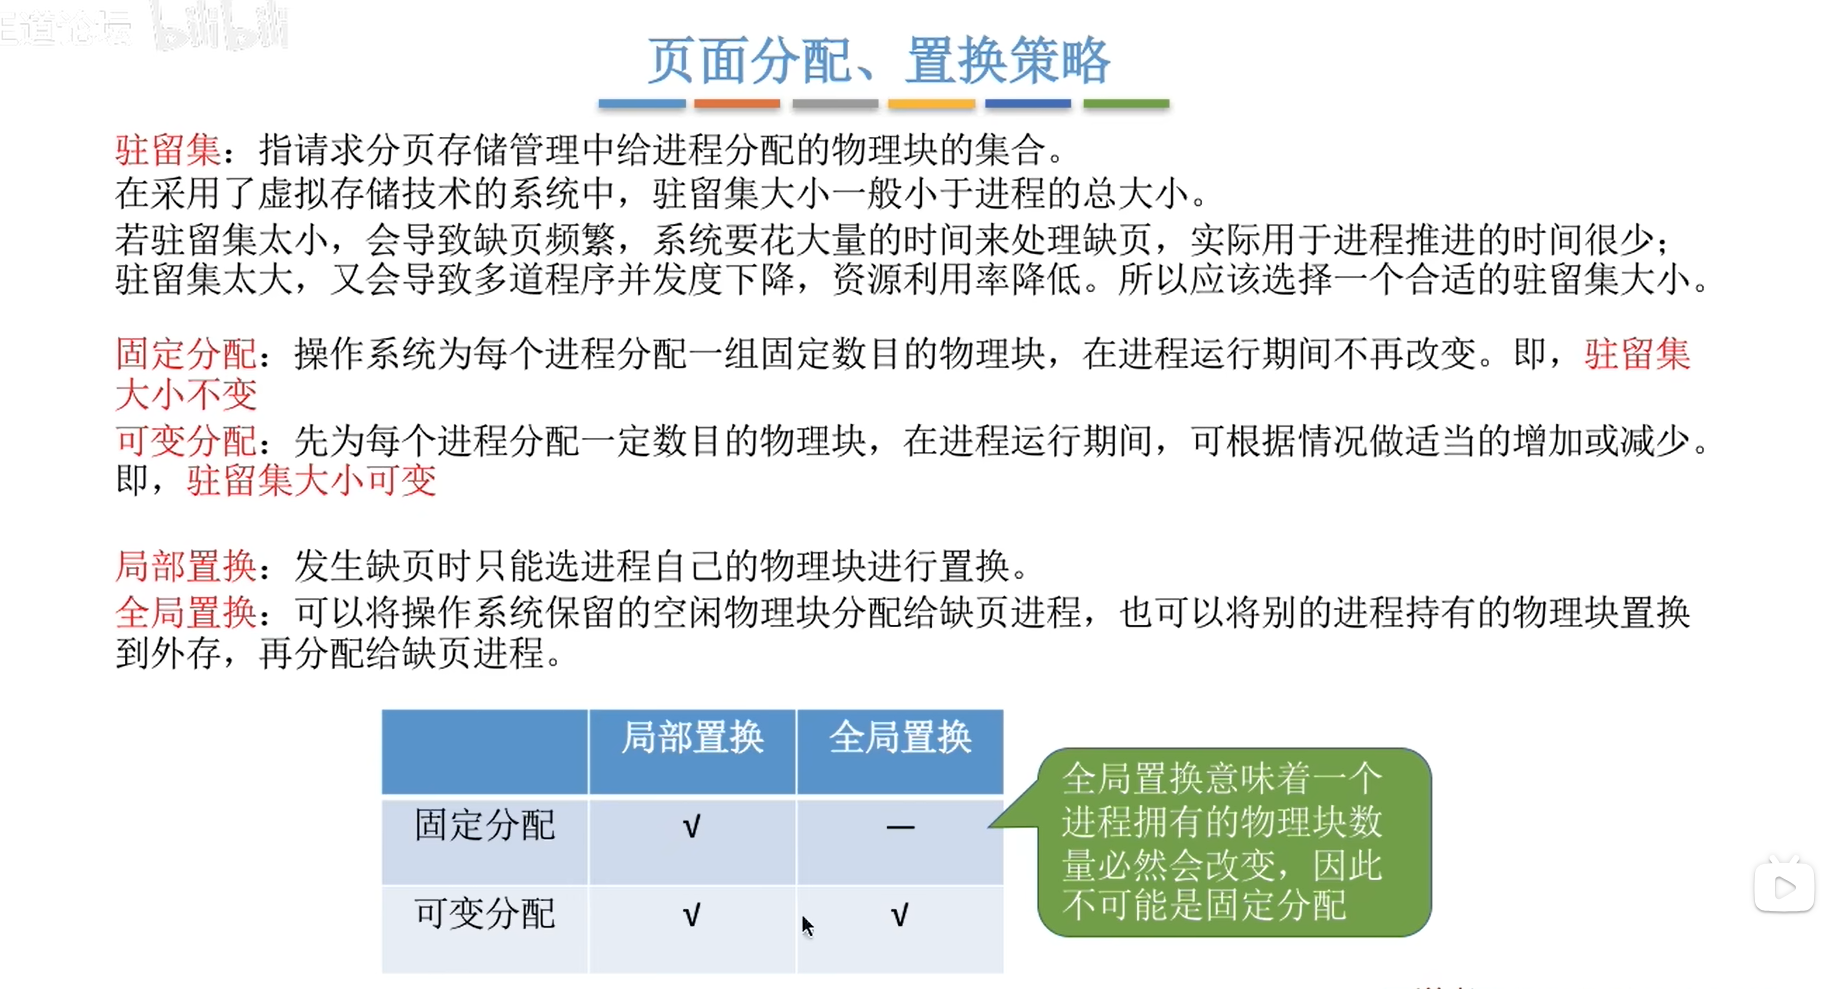 王道论坛 bilibili
页面分配、置换策略
驻留集：指请求分页存储管理中给进程分配的物理块的集合。
在采用了虚拟存储技术的系统中，驻留集大小一般小于进程的总大小。
若驻留集太小，会导致缺页频繁，系统要花大量的时间来处理缺页，实际用于进程推进的时间很少；
驻留集太大，又会导致多道程序并发度下降，资源利用率降低。所以应该选择一个合适的驻留集大小。
固定分配：操作系统为每个进程分配一组固定数目的物理块，在进程运行期间不再改变。即，驻留集
大小不变
可变分配：先为每个进程分配一定数目的物理块，在进程运行期间，可根据情况做适当的增加或减少。
即，驻留集大小可变
局部置换：发生缺页时只能选进程自己的物理块进行置换。
全局置换：可以将操作系统保留的空闲物理块分配给缺页进程，也可以将别的进程持有的物理块置换
到外存，再分配给缺页进程。
局部置换 全局置换
固定分配 √ —
可变分配 √ √
全局置换意味着一个
进程拥有的物理块数
量必然会改变，因此
不可能是固定分配